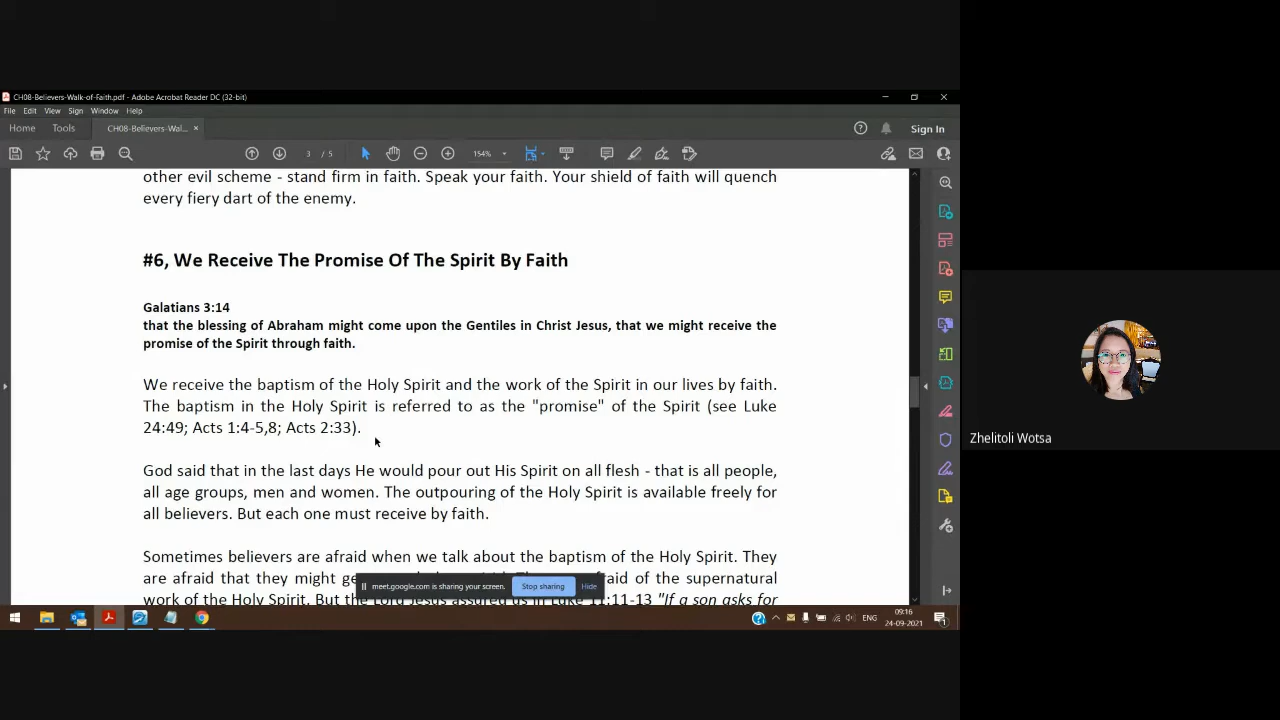 CH08-Believers-Walk-of-Faith.pdf - Adobe Acrobat Reader DC (32-bit)
File Edit View Sign Window Help
Home Tools CH08-Believers-Wal... × Sign In
3 / 5 154%
other evil scheme - stand firm in faith. Speak your faith. Your shield of faith will quench
every fiery dart of the enemy.
#6, We Receive The Promise Of The Spirit By Faith
Galatians 3:14
that the blessing of Abraham might come upon the Gentiles in Christ Jesus, that we might receive the
promise of the Spirit through faith.
We receive the baptism of the Holy Spirit and the work of the Spirit in our lives by faith.
The baptism in the Holy Spirit is referred to as the "promise" of the Spirit (see Luke
24:49; Acts 1:4-5,8; Acts 2:33).
God said that in the last days He would pour out His Spirit on all flesh - that is all people,
all age groups, men and women. The outpouring of the Holy Spirit is available freely for
all believers. But each one must receive by faith.
Sometimes believers are afraid when we talk about the baptism of the Holy Spirit. They
are afraid that they might ge raid of the supernatural
work of the Holy Spirit. But the Lord Jesus assured us in Luke 11:11-13 "If a son asks for
meet.google.com is sharing your screen. Stop sharing Hide
Zhelitoli Wotsa
ENG
09:16
24-09-2021